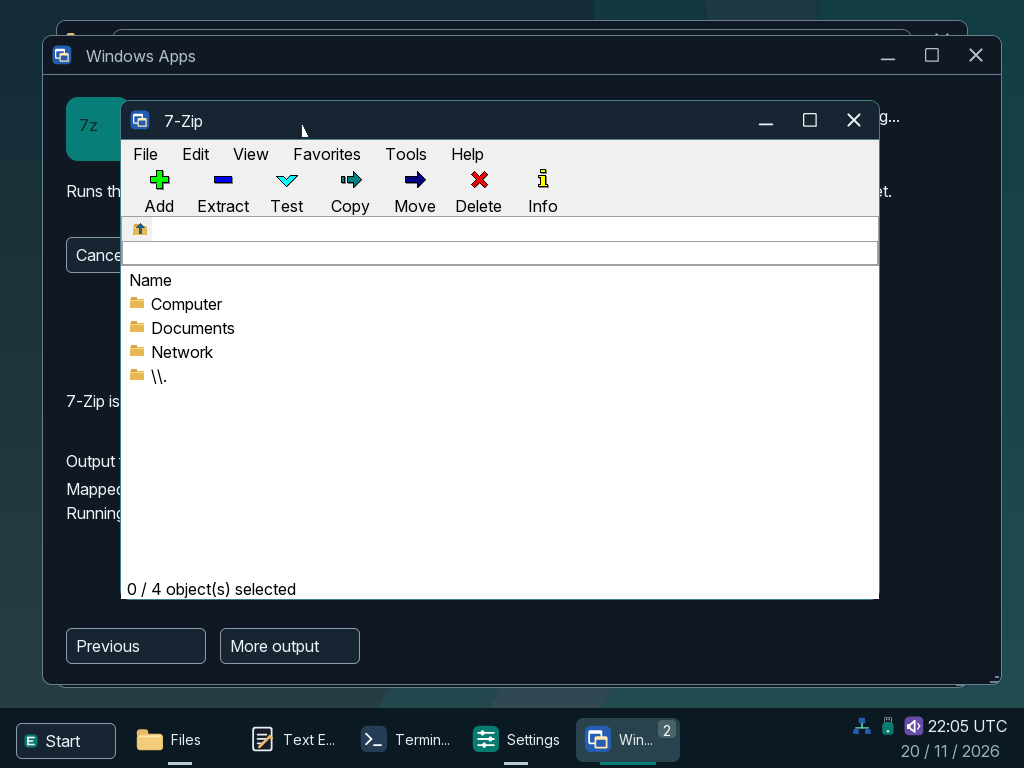 Windows Apps
7z
g...
7-Zip
File Edit View Favorites Tools Help
Add Extract Test Copy Move Delete Info
Runs th
et.
Cance
Name
Computer
Documents
Network
\\.
7-Zip is
Output
Mapped
Running
0 / 4 object(s) selected
Previous More output
Start Files Text E... Termin... Settings Win... 2 22:05 UTC
20 / 11 / 2026